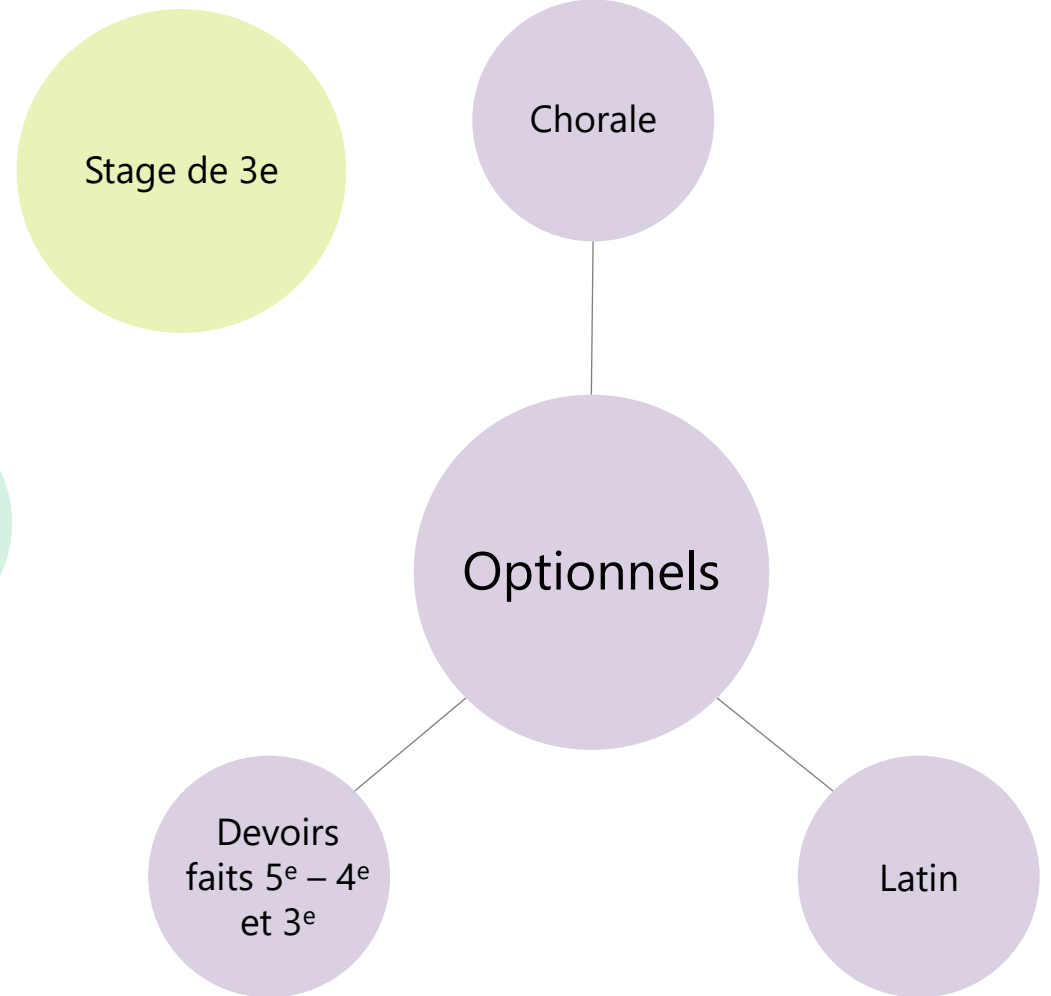 Chorale
Stage de 3e
Optionnels
Devoirs
faits 5ᵉ – 4ᵉ
et 3ᵉ
Latin